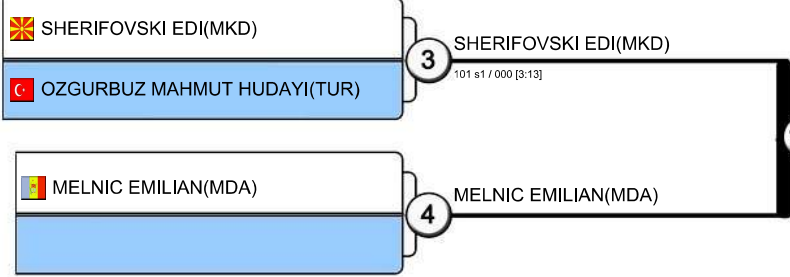 SHERIFOVSKI EDI(MKD)
OZGURBUZ MAHMUT HUDAYI(TUR)
3
SHERIFOVSKI EDI(MKD)
101 s1 / 000 [3:13]
MELNIC EMILIAN(MDA)
4
MELNIC EMILIAN(MDA)